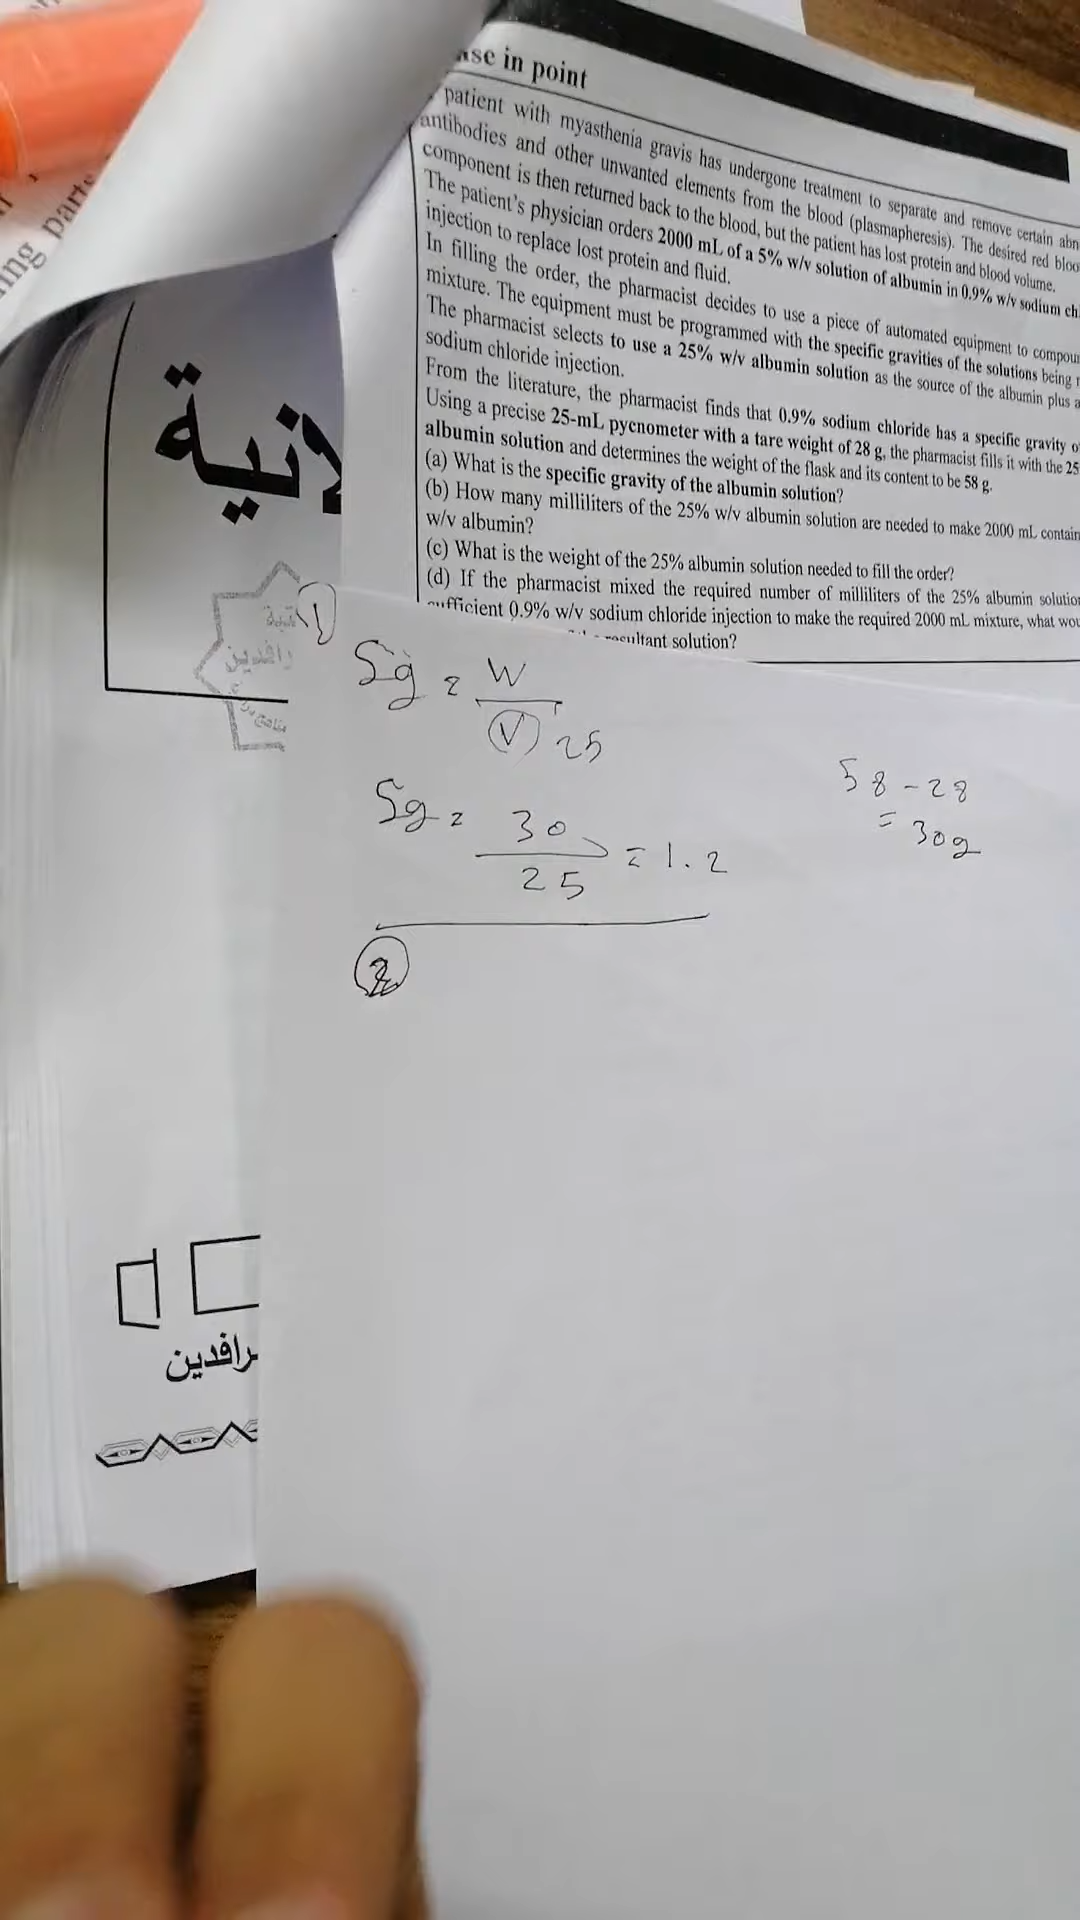 ase in point
patient with myasthenia gravis has undergone treatment to separate and remove certain abn
antibodies and other unwanted elements from the blood (plasmapheresis). The desired red bloo
component is then returned back to the blood, but the patient has lost protein and blood volume.
The patient's physician orders 2000 mL of a 5% w/v solution of albumin in 0.9% w/v sodium ch
injection to replace lost protein and fluid.
In filling the order, the pharmacist decides to use a piece of automated equipment to compou
mixture. The equipment must be programmed with the specific gravities of the solutions being
The pharmacist selects to use a 25% w/v albumin solution as the source of the albumin plus a
sodium chloride injection.
From the literature, the pharmacist finds that 0.9% sodium chloride has a specific gravity o
Using a precise 25-mL pycnometer with a tare weight of 28 g, the pharmacist fills it with the 25
albumin solution and determines the weight of the flask and its content to be 58 g.
(a) What is the specific gravity of the albumin solution?
(b) How many milliliters of the 25% w/v albumin solution are needed to make 2000 mL contain
w/v albumin?
(c) What is the weight of the 25% albumin solution needed to fill the order?
(d) If the pharmacist mixed the required number of milliliters of the 25% albumin solution
sufficient 0.9% w/v sodium chloride injection to make the required 2000 mL mixture, what wou
resultant solution?
ing parts
لانية
رافدين
1
Sg = W
V 25
58 - 28
= 30g
Sg = 30
25 = 1.2
2
رافدين